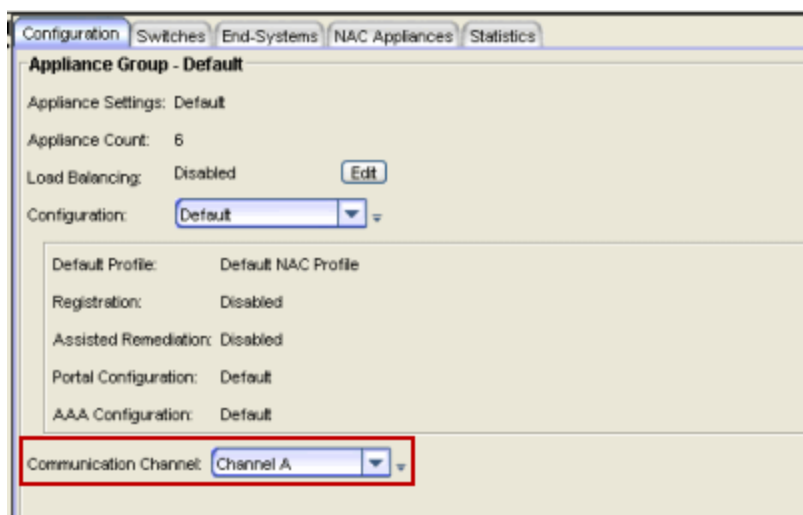 Configuration Switches End-Systems NAC Appliances Statistics
Appliance Group - Default
Appliance Settings: Default
Appliance Count: 6
Load Balancing: Disabled Edit
Configuration: Default
Default Profile: Default NAC Profile
Registration: Disabled
Assisted Remediation: Disabled
Portal Configuration: Default
AAA Configuration: Default
Communication Channel: Channel A